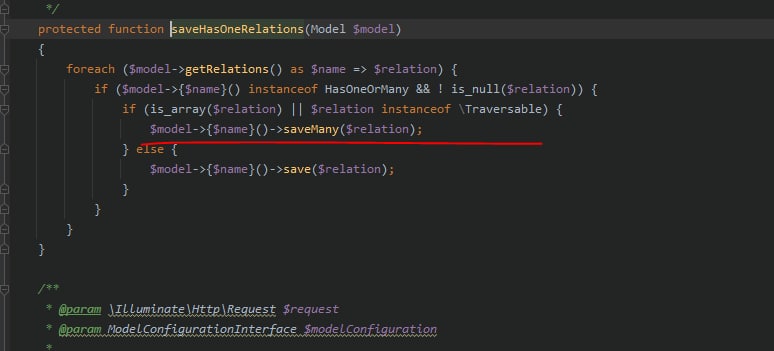 */
protected function saveHasOneRelations(Model $model)
{
foreach ($model->getRelations() as $name => $relation) {
if ($model->{$name}() instanceof HasOneOrMany && ! is_null($relation)) {
if (is_array($relation) || $relation instanceof \Traversable) {
$model->{$name}()->saveMany($relation);
} else {
$model->{$name}()->save($relation);
}
}
}
}
/**
* @param \Illuminate\Http\Request $request
* @param ModelConfigurationInterface $modelConfiguration
*